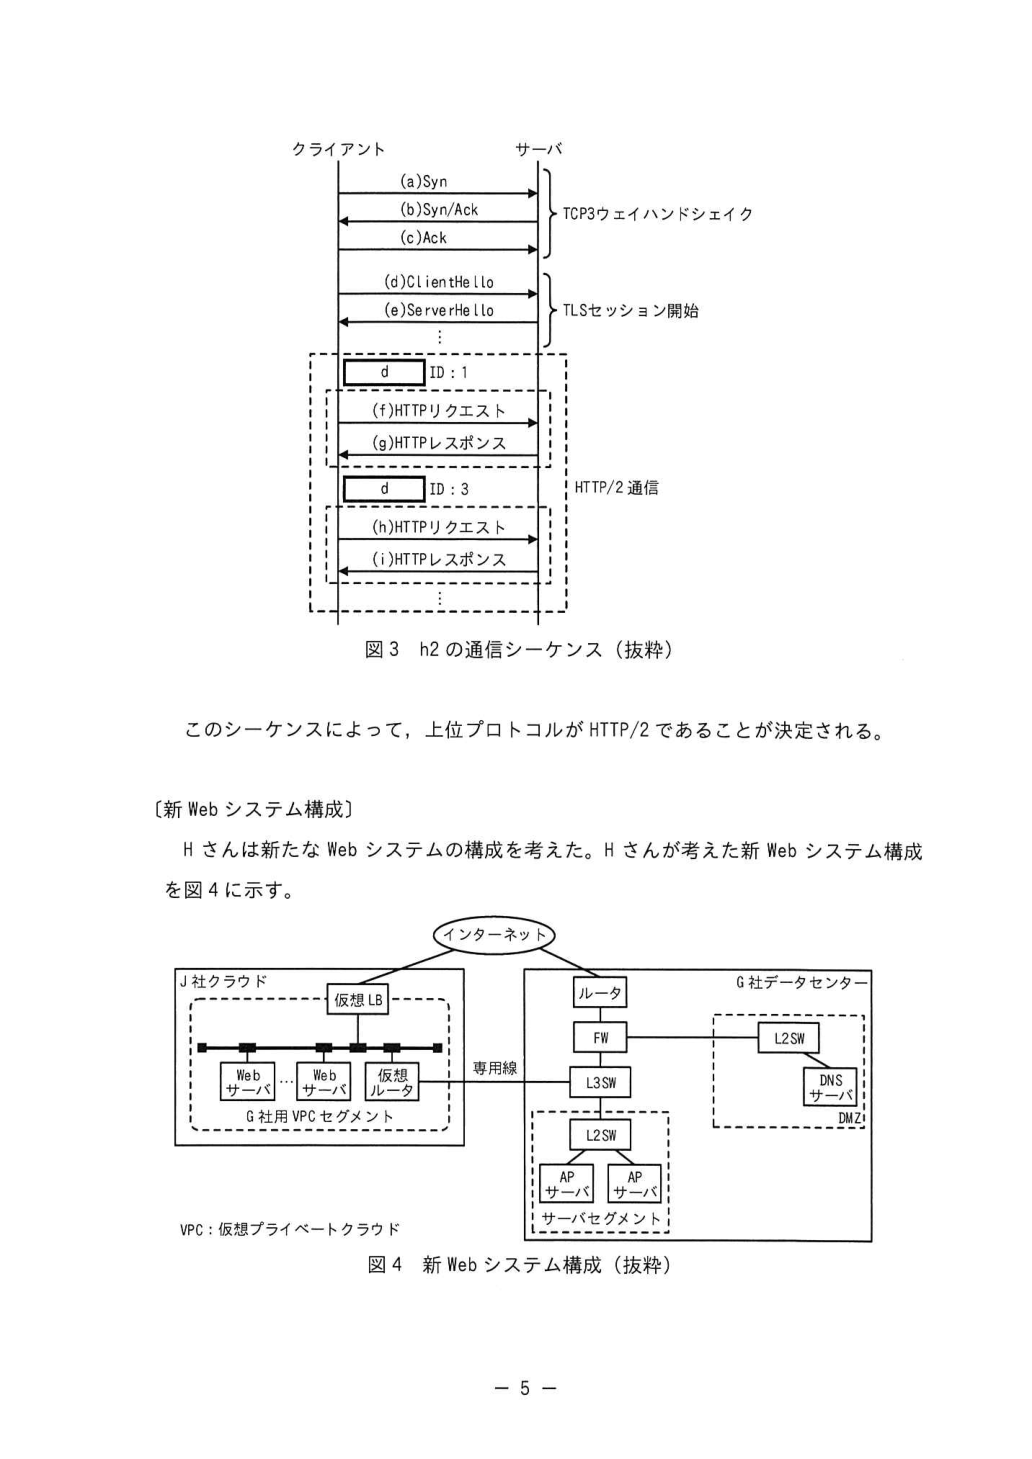 クライアント サーバ
(a)Syn
(b)Syn/Ack
TCP3ウェイハンドシェイク
(c)Ack
(d)ClientHello
(e)ServerHello
TLSセッション開始
⋮
d ID:1
(f)HTTPリクエスト
(g)HTTPレスポンス
d ID:3
HTTP/2通信
(h)HTTPリクエスト
(i)HTTPレスポンス
⋮
図3 h2の通信シーケンス(抜粋)
このシーケンスによって,上位プロトコルがHTTP/2であることが決定される。
〔新Webシステム構成〕
Hさんは新たなWebシステムの構成を考えた。Hさんが考えた新Webシステム構成
を図4に示す。
インターネット
J社クラウド
仮想LB
Web
サーバ
…
Web
サーバ
仮想
ルータ
G社用VPCセグメント
専用線
G社データセンター
ルータ
FW
L3SW
L2SW
AP
サーバ
AP
サーバ
サーバセグメント
L2SW
DNS
サーバ
DMZ
VPC:仮想プライベートクラウド
図4 新Webシステム構成(抜粋)
− 5 −